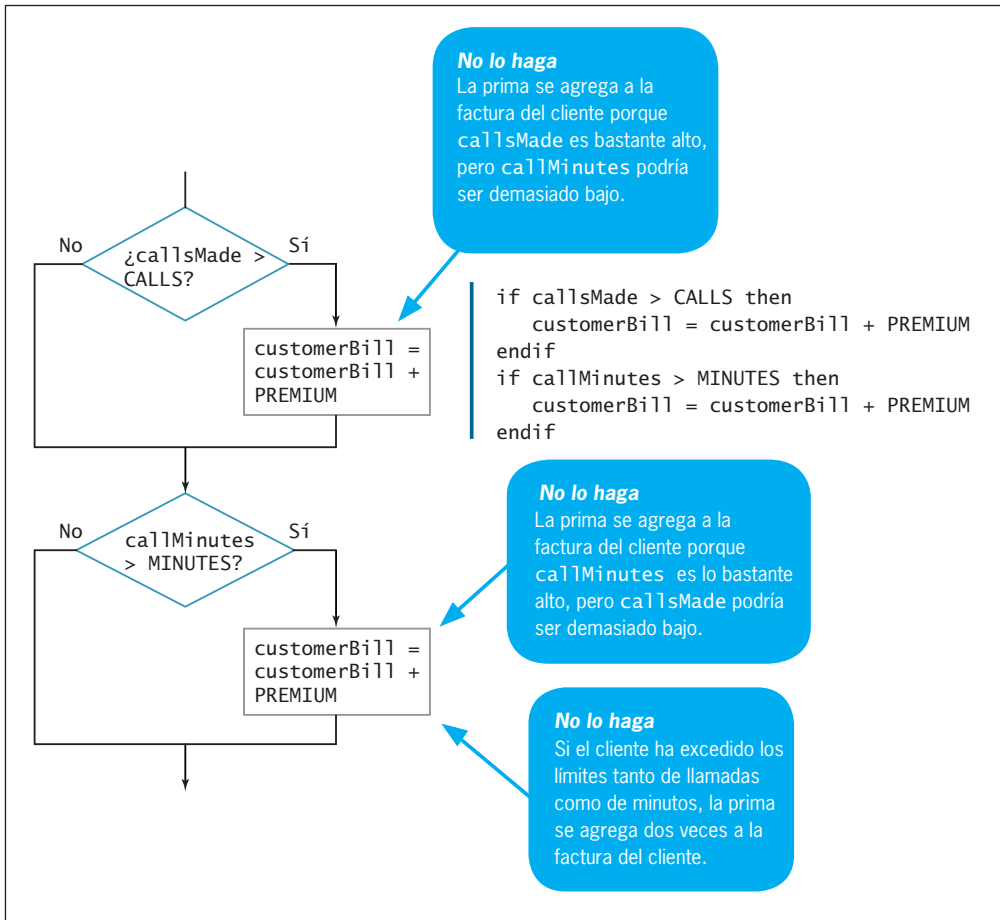 No lo haga
La prima se agrega a la
factura del cliente porque
callsMade es bastante alto,
pero callMinutes podría
ser demasiado bajo.
No
¿callsMade >
CALLS?
Sí
customerBill =
customerBill +
PREMIUM
if callsMade > CALLS then
customerBill = customerBill + PREMIUM
endif
if callMinutes > MINUTES then
customerBill = customerBill + PREMIUM
endif
No
callMinutes
> MINUTES?
Sí
customerBill =
customerBill +
PREMIUM
No lo haga
La prima se agrega a la
factura del cliente porque
callMinutes es lo bastante
alto, pero callsMade podría
ser demasiado bajo.
No lo haga
Si el cliente ha excedido los
límites tanto de llamadas
como de minutos, la prima
se agrega dos veces a la
factura del cliente.